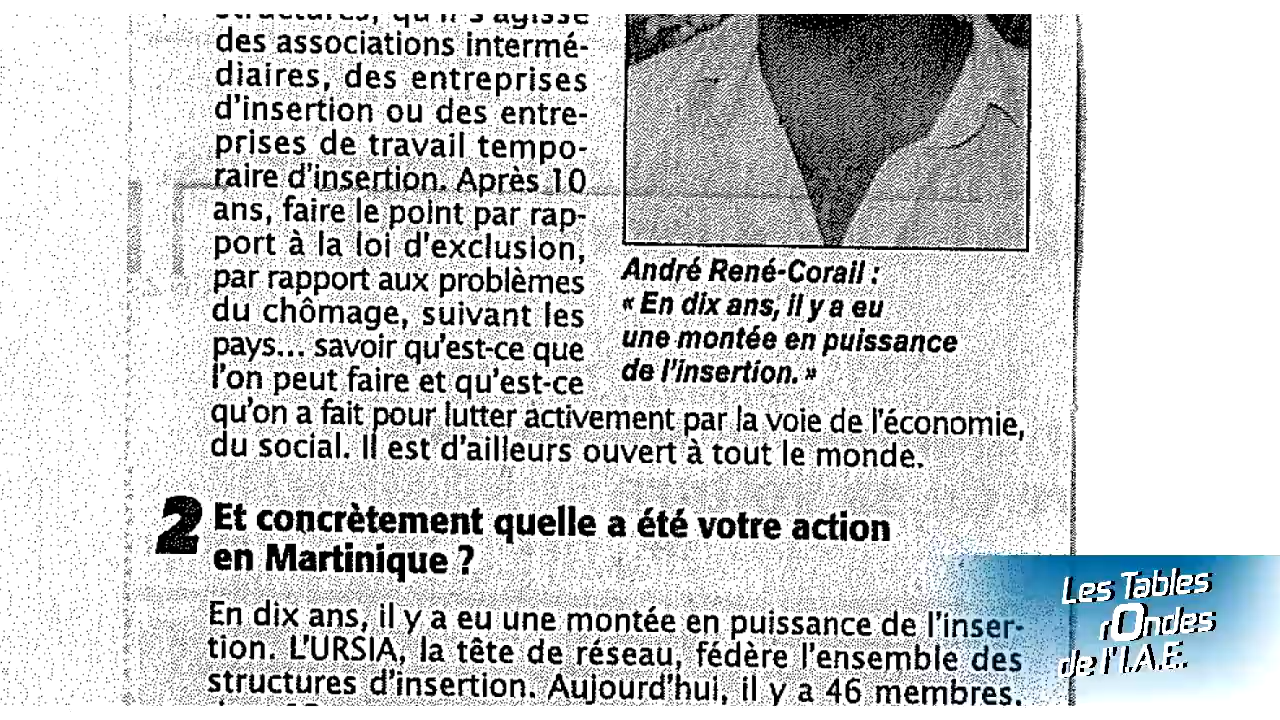 structures, qu'il s'agisse
des associations intermé-
diaires, des entreprises
d'insertion ou des entre-
prises de travail tempo-
raire d'insertion. Après 10
ans, faire le point par rap-
port à la loi d'exclusion,
par rapport aux problèmes
du chômage, suivant les
pays... savoir qu'est-ce que
l'on peut faire et qu'est-ce
qu'on a fait pour lutter activement par la voie de l'économie,
du social. Il est d'ailleurs ouvert à tout le monde.
André René-Corail :
« En dix ans, il y a eu
une montée en puissance
de l'insertion. »
2 Et concrètement quelle a été votre action
en Martinique ?
En dix ans, il y a eu une montée en puissance de l'inser-
tion. L'URSIA, la tête de réseau, fédère l'ensemble des
structures d'insertion. Aujourd'hui, il y a 46 membres,
Les Tables
rOndes
de l'I.A.E.